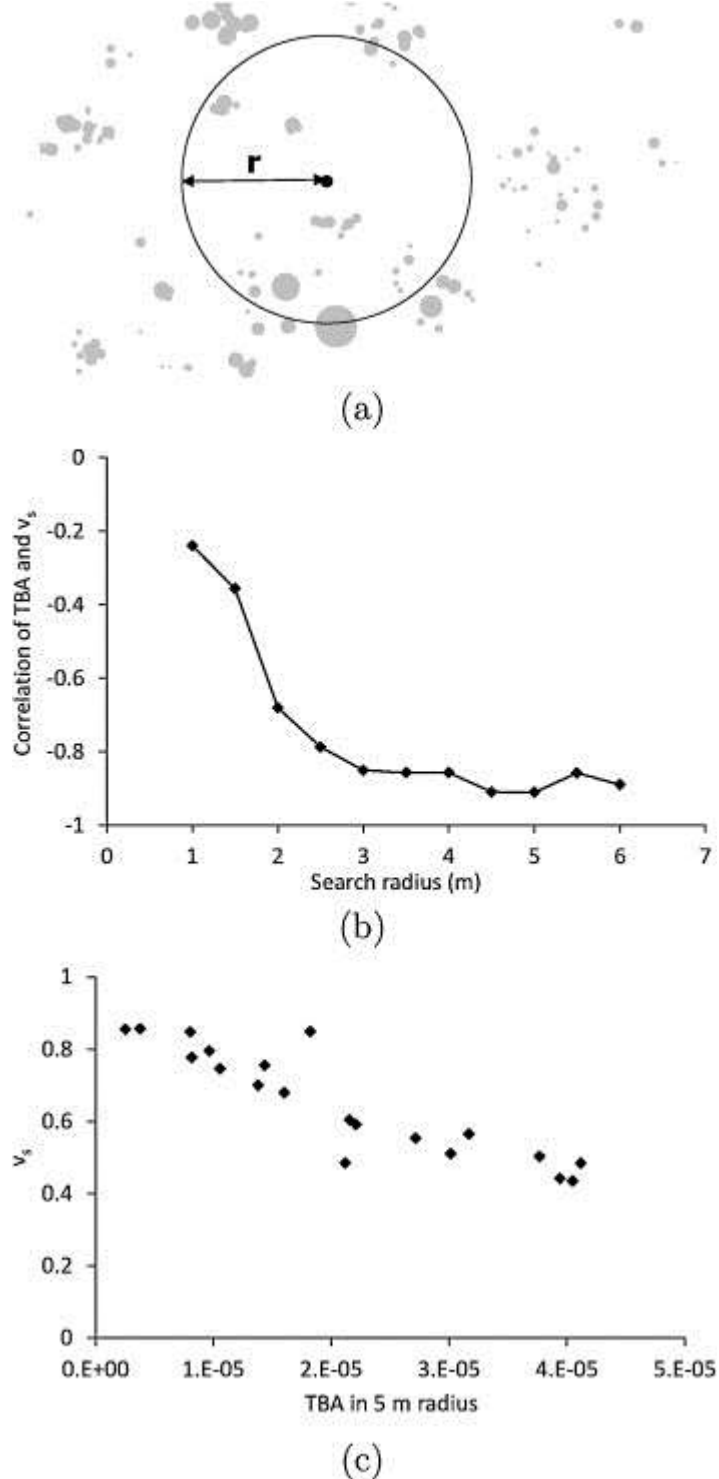 r
(a)
Correlation of TBA and vₛ
0
-0.2
-0.4
-0.6
-0.8
-1
0 1 2 3 4 5 6 7
Search radius (m)
(b)
vₛ
1
0.8
0.6
0.4
0.2
0
0.E+00 1.E-05 2.E-05 3.E-05 4.E-05 5.E-05
TBA in 5 m radius
(c)